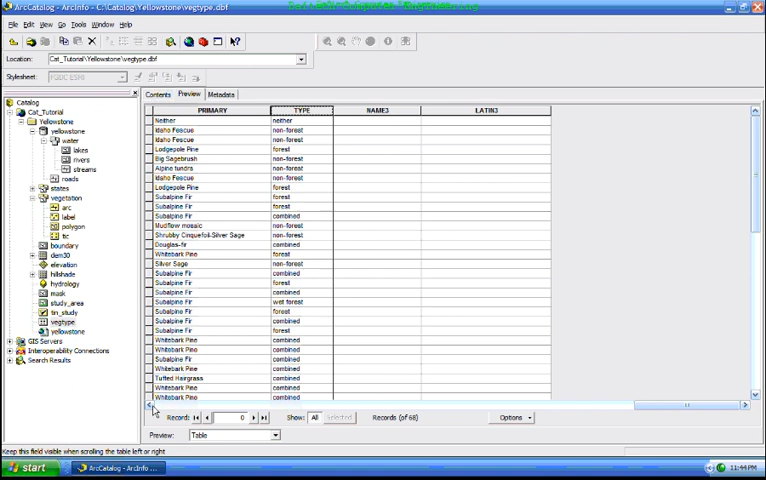 ArcCatalog - ArcInfo - C:\Catalog\Yellowstone\vegtype.dbf
File Edit View Go Tools Window Help
Location: Cat_Tutorial\Yellowstone\vegtype.dbf
Stylesheet: FGDC ESRI
Contents Preview Metadata
Catalog
Cat_Tutorial
Yellowstone
yellowstone
water
lakes
rivers
streams
roads
states
vegetation
arc
label
polygon
tic
boundary
dem30
elevation
hillshade
hydrology
mask
study_area
tin_study
vegtype
yellowstone
GIS Servers
Interoperability Connections
Search Results
PRIMARY TYPE NAME3 LATIN3
Neither neither
Idaho Fescue non-forest
Idaho Fescue non-forest
Lodgepole Pine forest
Big Sagebrush non-forest
Alpine tundra non-forest
Idaho Fescue non-forest
Lodgepole Pine forest
Subalpine Fir forest
Subalpine Fir forest
Subalpine Fir combined
Mudflow mosaic non-forest
Shrubby Cinquefoil-Silver Sage non-forest
Douglas-fir combined
Whitebark Pine forest
Silver Sage non-forest
Subalpine Fir combined
Subalpine Fir forest
Subalpine Fir combined
Subalpine Fir wet forest
Subalpine Fir forest
Subalpine Fir combined
Subalpine Fir forest
Whitebark Pine combined
Whitebark Pine combined
Subalpine Fir combined
Whitebark Pine combined
Tufted Hairgrass combined
Whitebark Pine combined
Whitebark Pine combined
Record: 0 Show: All Selected Records (of 68) Options
Preview: Table
Keep this field visible when scrolling the table left or right
start ArcCatalog - ArcInfo ... 11:44 PM